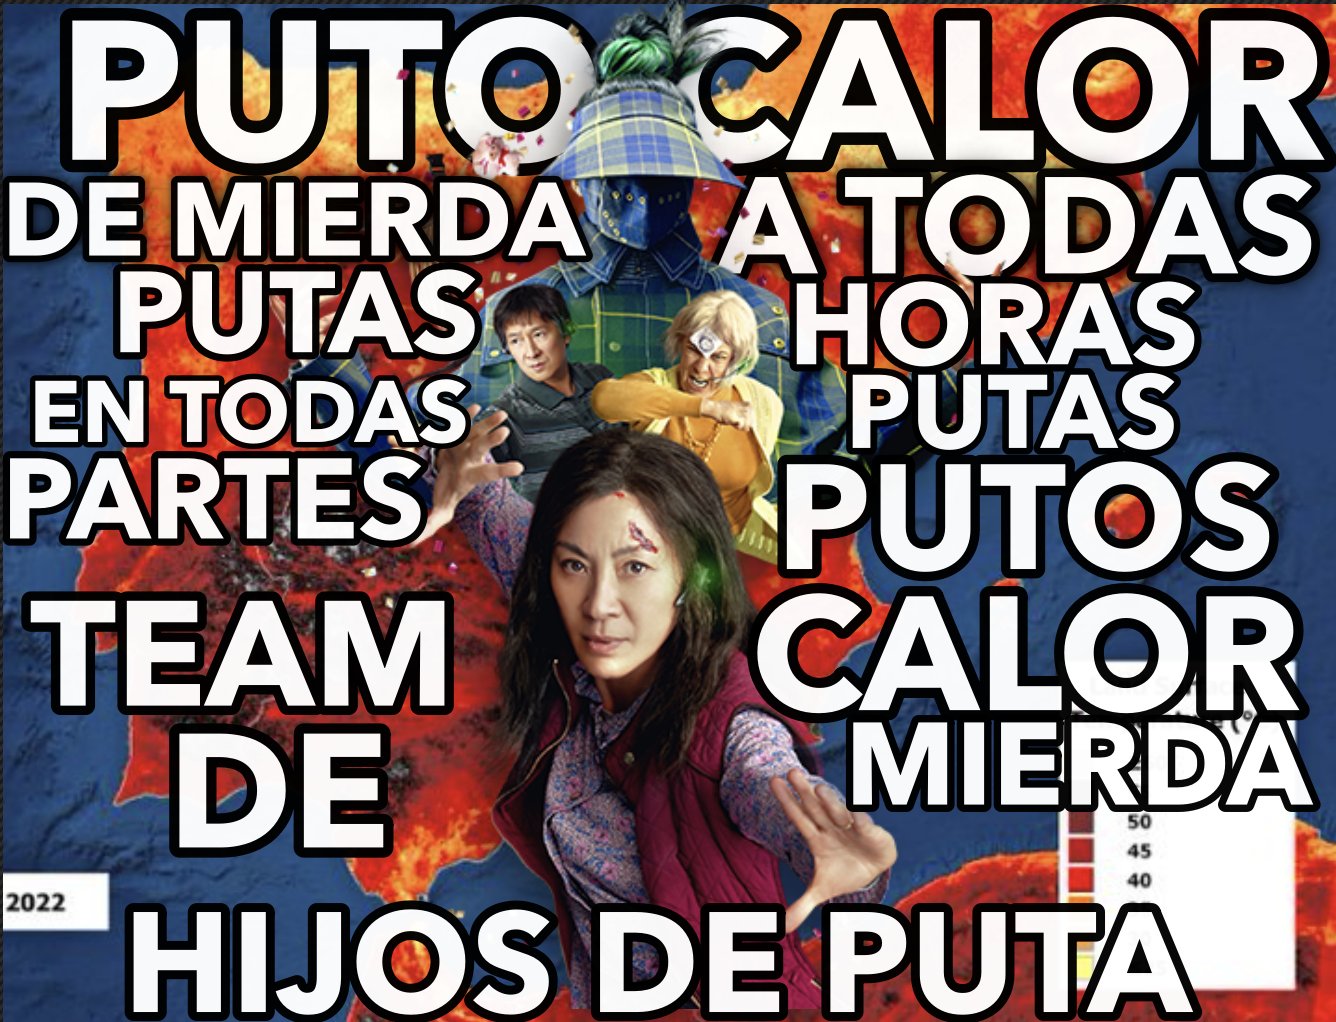 PUTO CALOR
DE MIERDA A TODAS
PUTAS HORAS
EN TODAS PUTAS
PARTES PUTOS
TEAM CALOR
DE MIERDA
HIJOS DE PUTA
50
45
40
2022